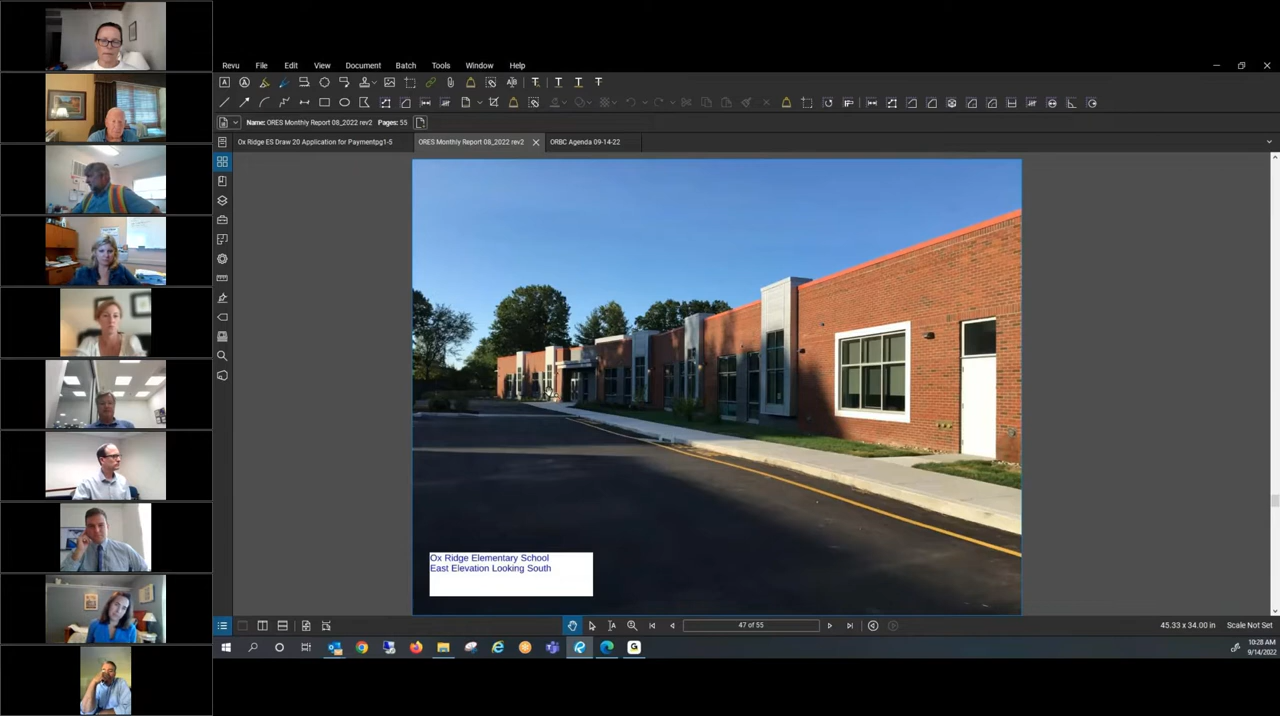 Revu File Edit View Document Batch Tools Window Help
Name: ORES Monthly Report 08_2022 rev2 Pages: 55
Ox Ridge ES Draw 20 Application for Paymentpg1-5
ORES Monthly Report 08_2022 rev2
ORBC Agenda 09-14-22
Ox Ridge Elementary School
East Elevation Looking South
47 of 55
45.33 x 34.00 in
Scale Not Set
10:28 AM
9/14/2022